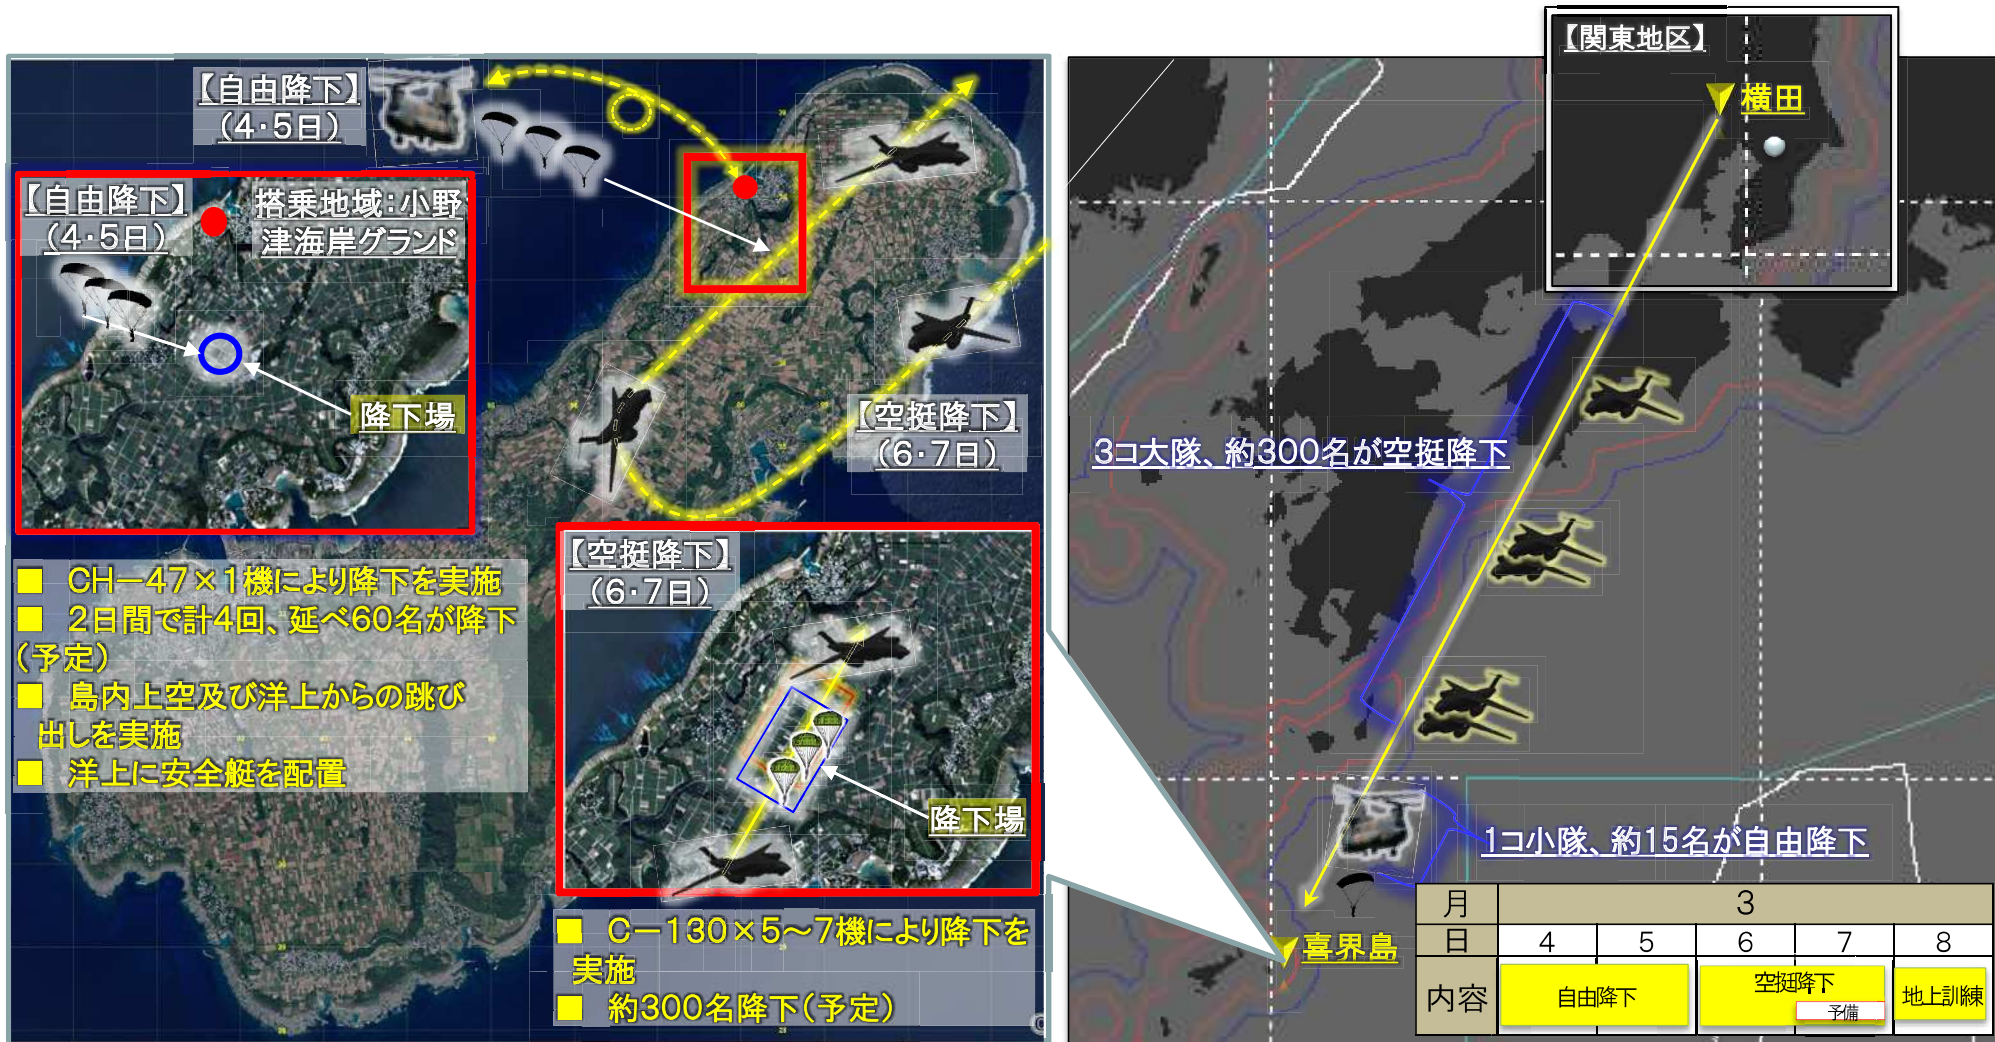 【自由降下】
（4・5日）
【自由降下】
（4・5日）
搭乗地域：小野
津海岸グランド
降下場
■　CH－47×1機により降下を実施
■　2日間で計4回、延べ60名が降下
（予定）
■　島内上空及び洋上からの跳び
出しを実施
■　洋上に安全艇を配置
【空挺降下】
（6・7日）
【空挺降下】
（6・7日）
降下場
■　C－130×5～7機により降下を
実施
■　約300名降下（予定）
【関東地区】
横田
3コ大隊、約300名が空挺降下
1コ小隊、約15名が自由降下
喜界島
月 3
日 4 5 6 7 8
内容 自由降下 空挺降下 地上訓練
予備